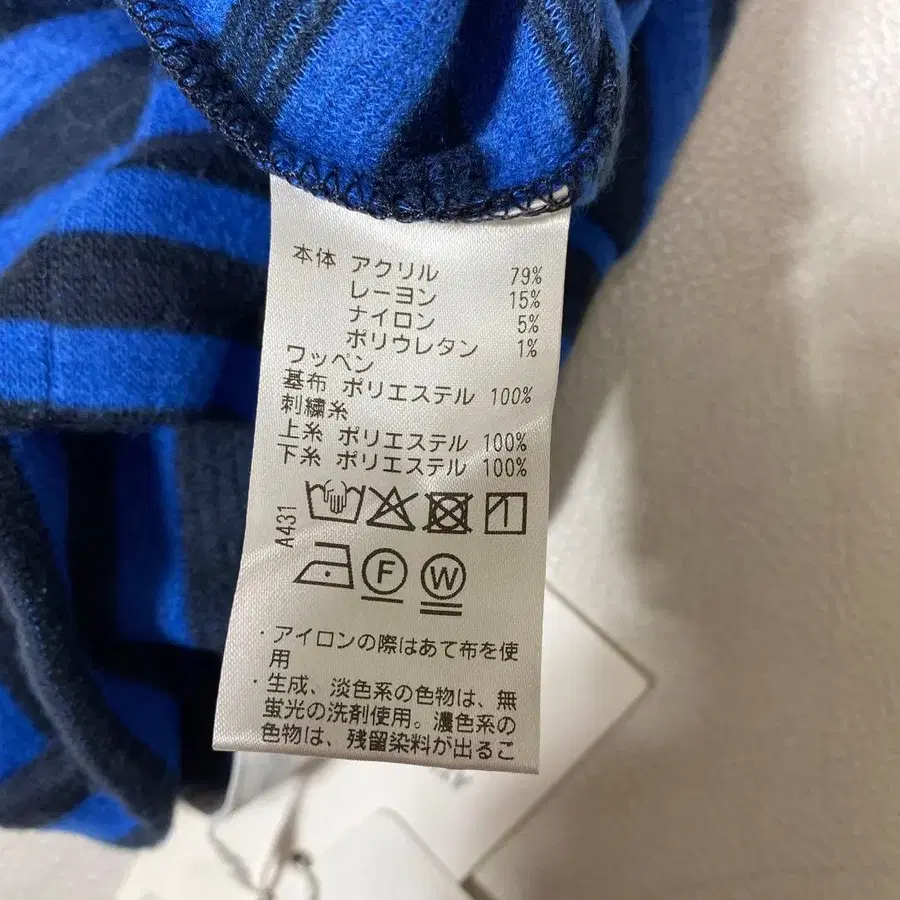 本体 アクリル 79%
レーヨン 15%
ナイロン 5%
ポリウレタン 1%
ワッペン
基布 ポリエステル 100%
刺繍糸
上糸 ポリエステル 100%
下糸 ポリエステル 100%
A431
F W
・アイロンの際はあて布を使
用
・生成、淡色系の色物は、無
蛍光の洗剤使用。濃色系の
色物は、残留染料が出るこ